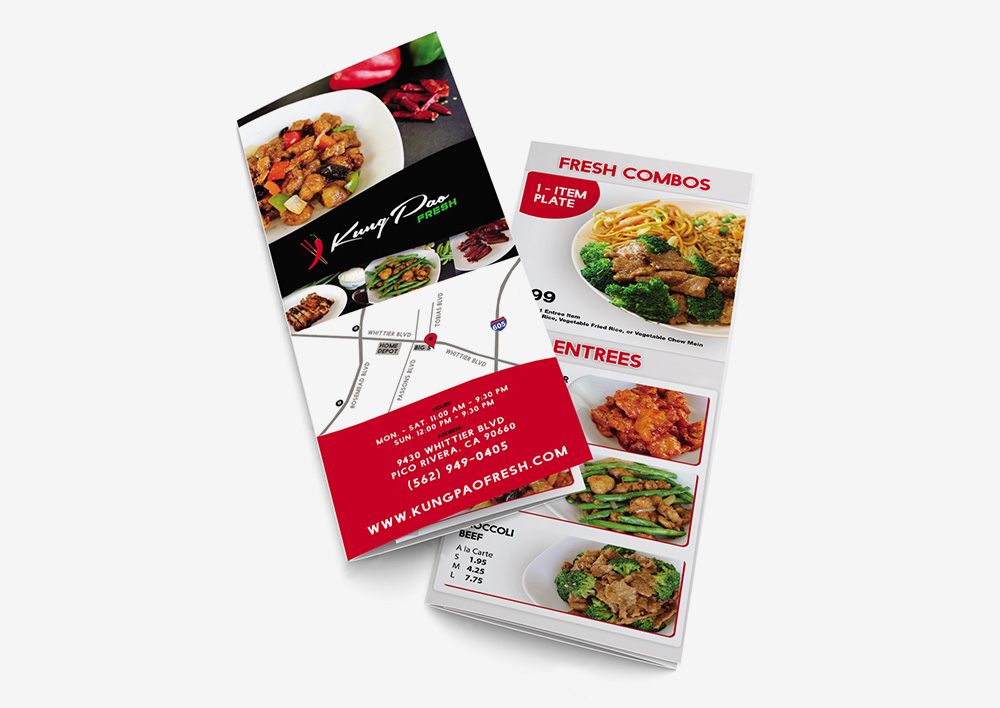 Kung Pao
FRESH
TOBIAS BLVD
605
WHITTIER BLVD
HOME
DEPOT
BIG
WHITTIER BLVD
ROSEMEAD BLVD
PASSONS BLVD
HOURS:
MON. - SAT. 11:00 AM - 9:30 PM
SUN. 12:00 PM - 9:30 PM
ADDRESS:
9430 WHITTIER BLVD
PICO RIVERA, CA 90660
(562) 949-0405
WWW.KUNGPAOFRESH.COM
FRESH COMBOS
1 - ITEM
PLATE
99
1 Entree Item
Rice, Vegetable Fried Rice, or Vegetable Chow Mein
ENTREES
BEEF
A la Carte
S 1.95
M 4.25
L 7.75